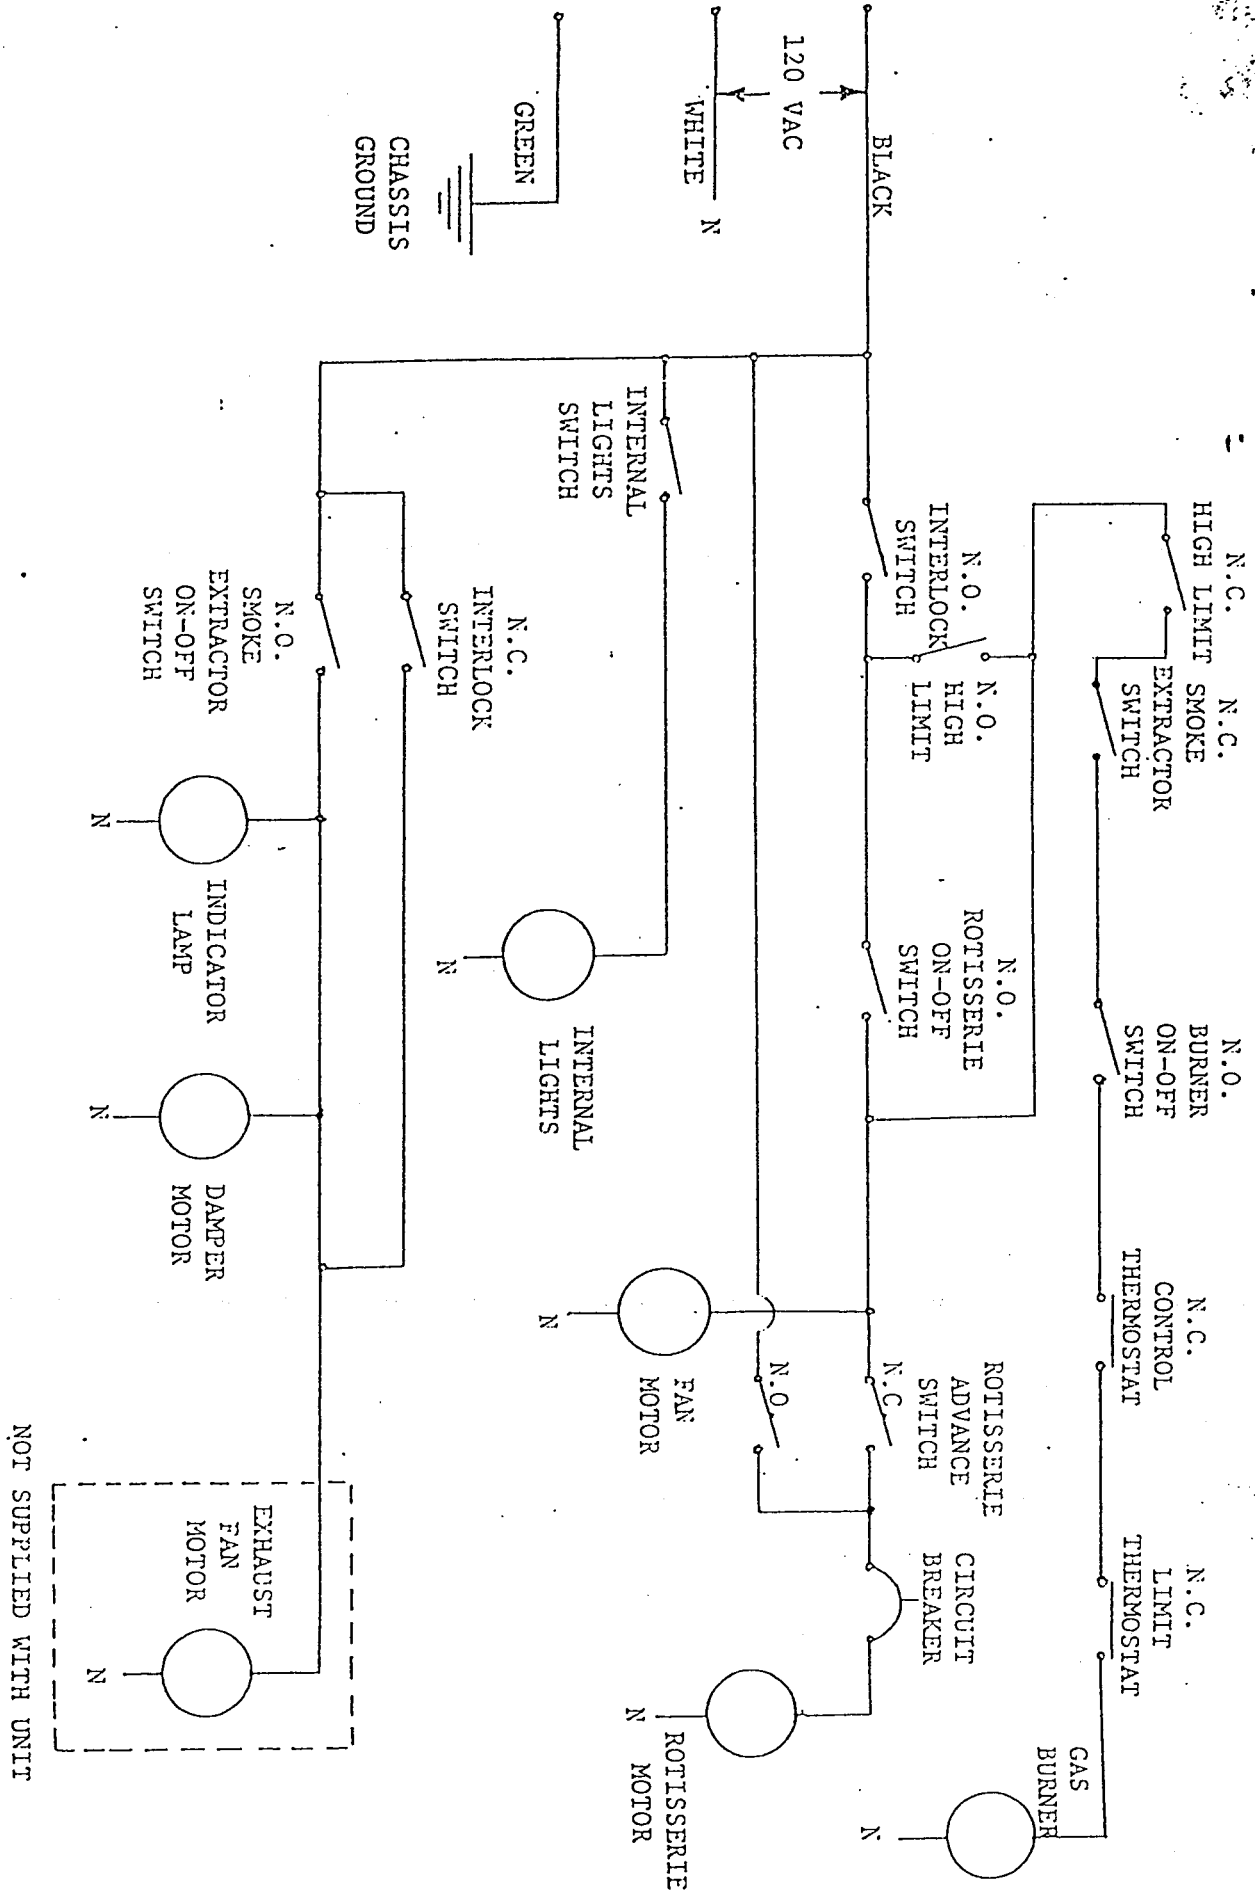 BLACK
120 VAC
WHITE
N
GREEN
CHASSIS
GROUND
N.C.
HIGH LIMIT
N.C.
SMOKE
EXTRACTOR
SWITCH
N.O.
BURNER
ON-OFF
SWITCH
N.C.
CONTROL
THERMOSTAT
N.C.
LIMIT
THERMOSTAT
GAS
BURNER
N
N.O.
INTERLOCK
SWITCH
N.O.
HIGH
LIMIT
N.O.
ROTISSERIE
ON-OFF
SWITCH
ROTISSERIE
ADVANCE
SWITCH
N.C
N.O
CIRCUIT
BREAKER
ROTISSERIE
MOTOR
N
FAN
MOTOR
N
INTERNAL
LIGHTS
SWITCH
INTERNAL
LIGHTS
N
N.C.
INTERLOCK
SWITCH
N.O.
SMOKE
EXTRACTOR
ON-OFF
SWITCH
INDICATOR
LAMP
N
DAMPER
MOTOR
N
EXHAUST
FAN
MOTOR
N
NOT SUPPLIED WITH UNIT